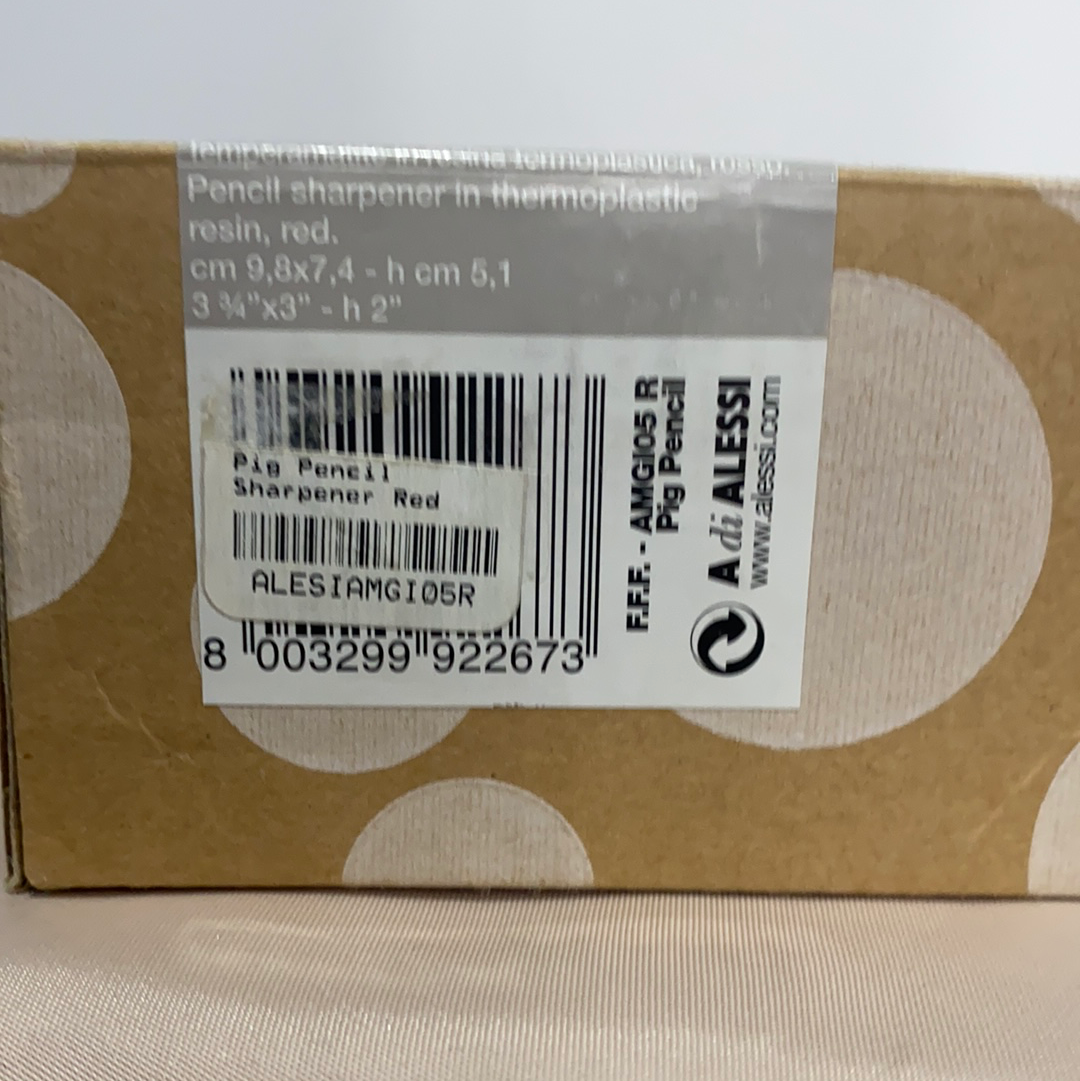 termoplastica,
Pencil sharpener in thermoplastic
resin, red.
cm 9,8x7,4 - h cm 5,1
3 ¾"x3" - h 2"
Pig Pencil
Sharpener Red
ALESIAMGI05R
8 003299 922673
F.F.F. - AMGI05 R
Pig Pencil
A di ALESSI
www.alessi.com